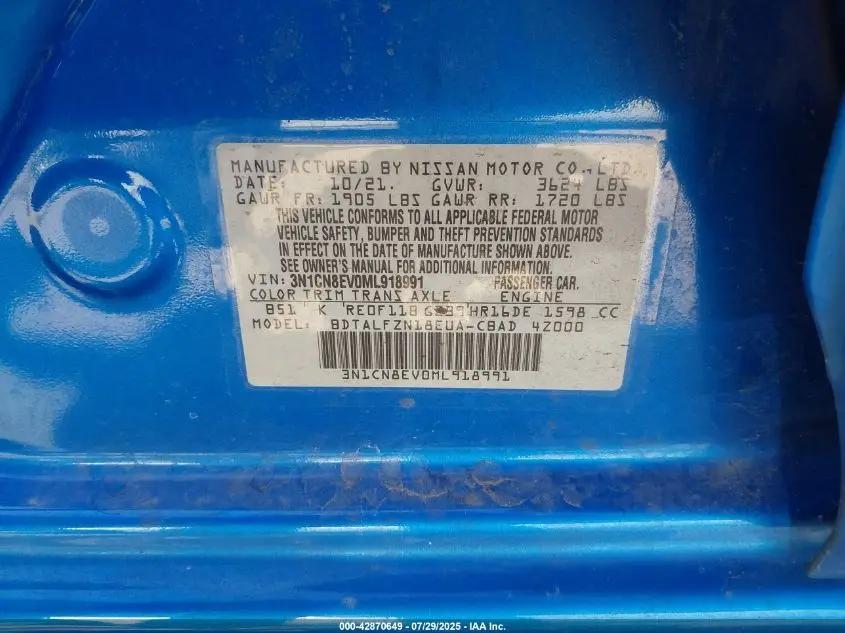 MANUFACTURED BY NISSAN MOTOR CO.,LTD.
DATE: 10/21. GVWR: 3624 LBS
GAWR FR: 1905 LBS GAWR RR: 1720 LBS
THIS VEHICLE CONFORMS TO ALL APPLICABLE FEDERAL MOTOR
VEHICLE SAFETY, BUMPER AND THEFT PREVENTION STANDARDS
IN EFFECT ON THE DATE OF MANUFACTURE SHOWN ABOVE.
SEE OWNER'S MANUAL FOR ADDITIONAL INFORMATION.
VIN: 3N1CN8EV0ML918991 PASSENGER CAR.
COLOR TRIM TRANS AXLE ENGINE
B51 K RE0F11B HR16DE 1598 CC
MODEL: BDTALFZN18EUA-CBAD 4Z000
3N1CN8EV0ML918991
000-42870649 - 07/29/2025 - IAA Inc.